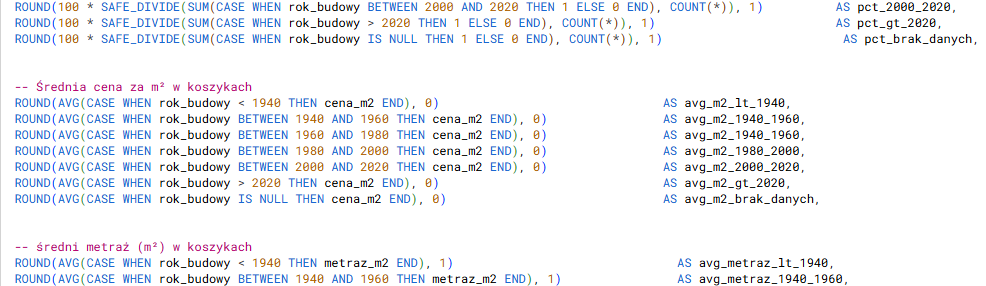 ROUND(100 * SAFE_DIVIDE(SUM(CASE WHEN rok_budowy BETWEEN 2000 AND 2020 THEN 1 ELSE 0 END), COUNT(*)), 1) AS pct_2000_2020,
ROUND(100 * SAFE_DIVIDE(SUM(CASE WHEN rok_budowy > 2020 THEN 1 ELSE 0 END), COUNT(*)), 1) AS pct_gt_2020,
ROUND(100 * SAFE_DIVIDE(SUM(CASE WHEN rok_budowy IS NULL THEN 1 ELSE 0 END), COUNT(*)), 1) AS pct_brak_danych,
-- Średnia cena za m² w koszykach
ROUND(AVG(CASE WHEN rok_budowy < 1940 THEN cena_m2 END), 0) AS avg_m2_lt_1940,
ROUND(AVG(CASE WHEN rok_budowy BETWEEN 1940 AND 1960 THEN cena_m2 END), 0) AS avg_m2_1940_1960,
ROUND(AVG(CASE WHEN rok_budowy BETWEEN 1960 AND 1980 THEN cena_m2 END), 0) AS avg_m2_1940_1960,
ROUND(AVG(CASE WHEN rok_budowy BETWEEN 1980 AND 2000 THEN cena_m2 END), 0) AS avg_m2_1980_2000,
ROUND(AVG(CASE WHEN rok_budowy BETWEEN 2000 AND 2020 THEN cena_m2 END), 0) AS avg_m2_2000_2020,
ROUND(AVG(CASE WHEN rok_budowy > 2020 THEN cena_m2 END), 0) AS avg_m2_gt_2020,
ROUND(AVG(CASE WHEN rok_budowy IS NULL THEN cena_m2 END), 0) AS avg_m2_brak_danych,
-- średni metraż (m²) w koszykach
ROUND(AVG(CASE WHEN rok_budowy < 1940 THEN metraz_m2 END), 1) AS avg_metraz_lt_1940,
ROUND(AVG(CASE WHEN rok_budowy BETWEEN 1940 AND 1960 THEN metraz_m2 END), 1) AS avg_metraz_1940_1960,